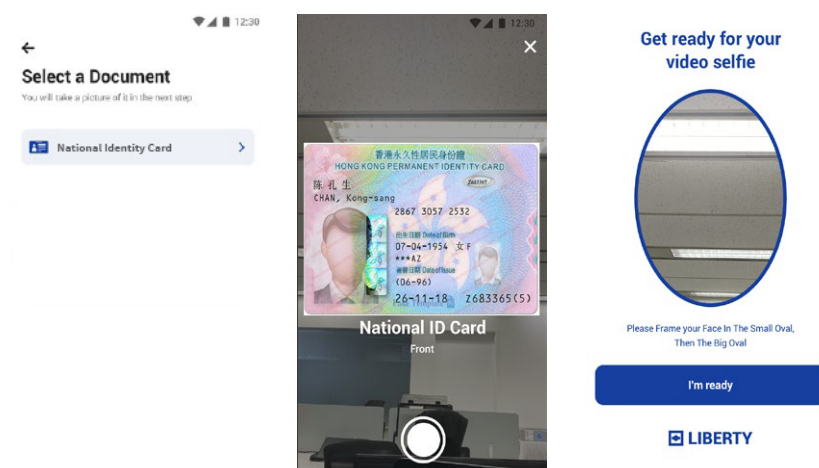 12:30
Select a Document
You will take a picture of it in the next step
National Identity Card
12:30
香港永久性居民身份證
HONG KONG PERMANENT IDENTITY CARD
陳 孔 生
CHAN, Kong-sang
2867 3057 2532
出生日期 Date of Birth
07-04-1954 女 F
***AZ
簽發日期 Date of Issue
(06-96)
26-11-18 Z683365(5)
National ID Card
Front
Get ready for your
video selfie
Please Frame your Face In The Small Oval,
Then The Big Oval
I'm ready
LIBERTY